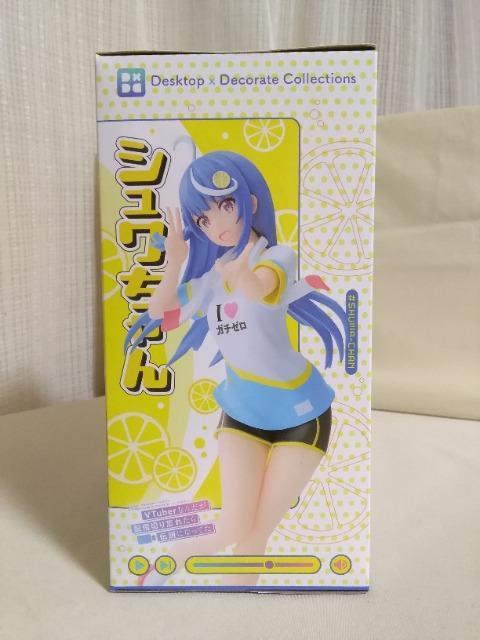 Desktop × Decorate Collections
シュワちゃん
#SHUWA-CHAN
I ♥
ガチゼロ
VTuberなんだが
配信切り忘れたら
伝説になってた